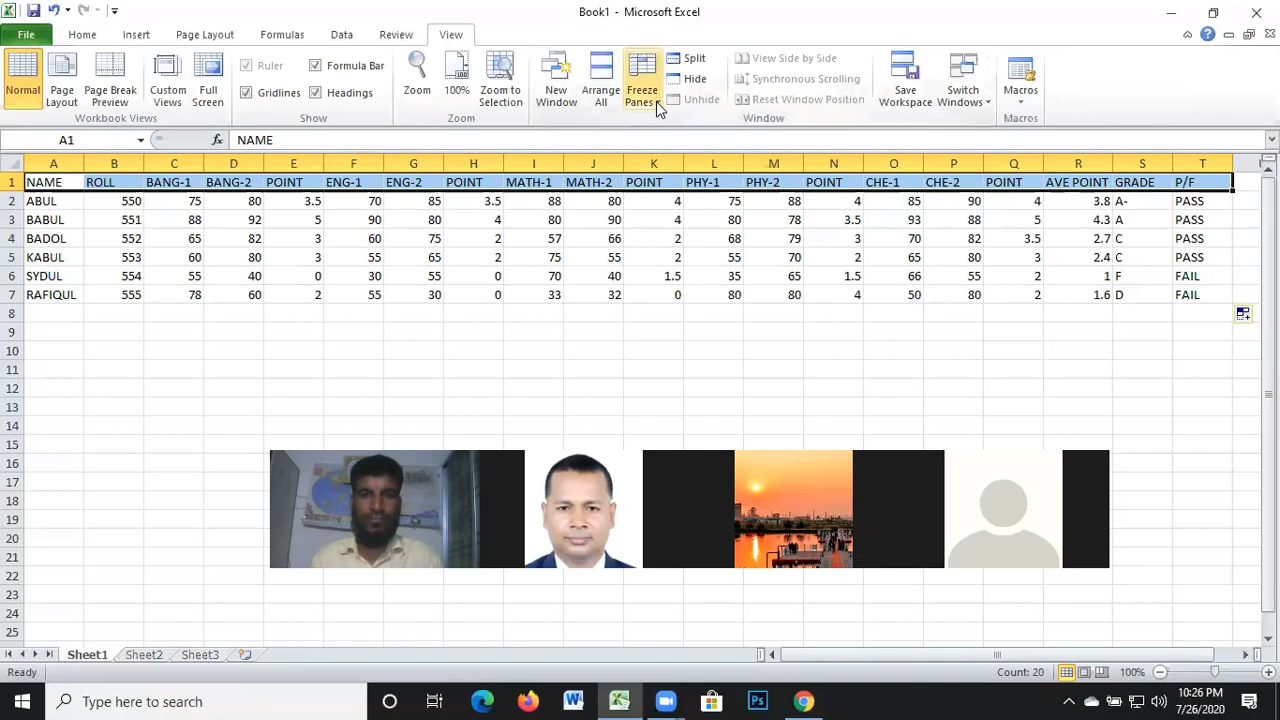 Book1 - Microsoft Excel
File Home Insert Page Layout Formulas Data Review View
Normal Page Layout Page Break Preview Custom Views Full Screen
Workbook Views
Ruler Formula Bar
Gridlines Headings
Show
Zoom 100% Zoom to Selection
Zoom
New Window Arrange All Freeze Panes
Split View Side by Side
Hide Synchronous Scrolling
Unhide Reset Window Position
Save Workspace Switch Windows
Window
Macros
Macros
A1 fx NAME
A B C D E F G H I J K L M N O P Q R S T
1 NAME ROLL BANG-1 BANG-2 POINT ENG-1 ENG-2 POINT MATH-1 MATH-2 POINT PHY-1 PHY-2 POINT CHE-1 CHE-2 POINT AVE POINT GRADE P/F
2 ABUL 550 75 80 3.5 70 85 3.5 88 80 4 75 88 4 85 90 4 3.8 A- PASS
3 BABUL 551 88 92 5 90 80 4 80 90 4 80 78 3.5 93 88 5 4.3 A PASS
4 BADOL 552 65 82 3 60 75 2 57 66 2 68 79 3 70 82 3.5 2.7 C PASS
5 KABUL 553 60 80 3 55 65 2 75 55 2 55 70 2 65 80 3 2.4 C PASS
6 SYDUL 554 55 40 0 30 55 0 70 40 1.5 35 65 1.5 66 55 2 1 F FAIL
7 RAFIQUL 555 78 60 2 55 30 0 33 32 0 80 80 4 50 80 2 1.6 D FAIL
8
9
10
11
12
13
14
15
16
17
18
19
20
21
22
23
24
25
Sheet1 Sheet2 Sheet3
Ready Count: 20 100%
Type here to search
10:26 PM
7/26/2020